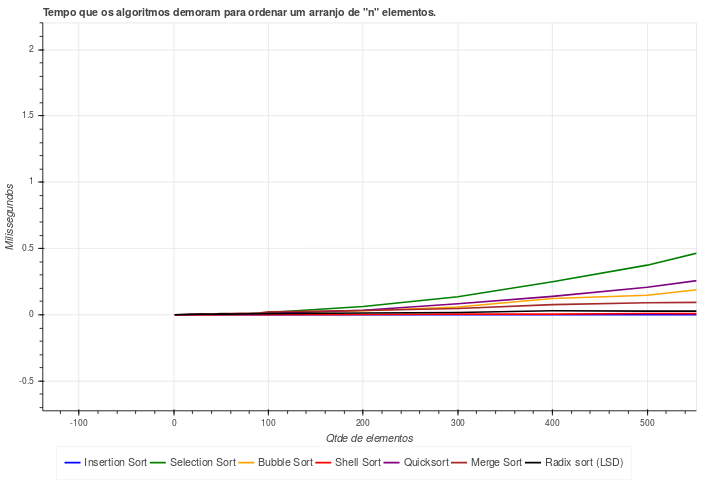 Tempo que os algoritmos demoram para ordenar um arranjo de "n" elementos.
2
1.5
1
0.5
0
-0.5
Milissegundos
-100 0 100 200 300 400 500
Qtde de elementos
Insertion Sort Selection Sort Bubble Sort Shell Sort Quicksort Merge Sort Radix sort (LSD)